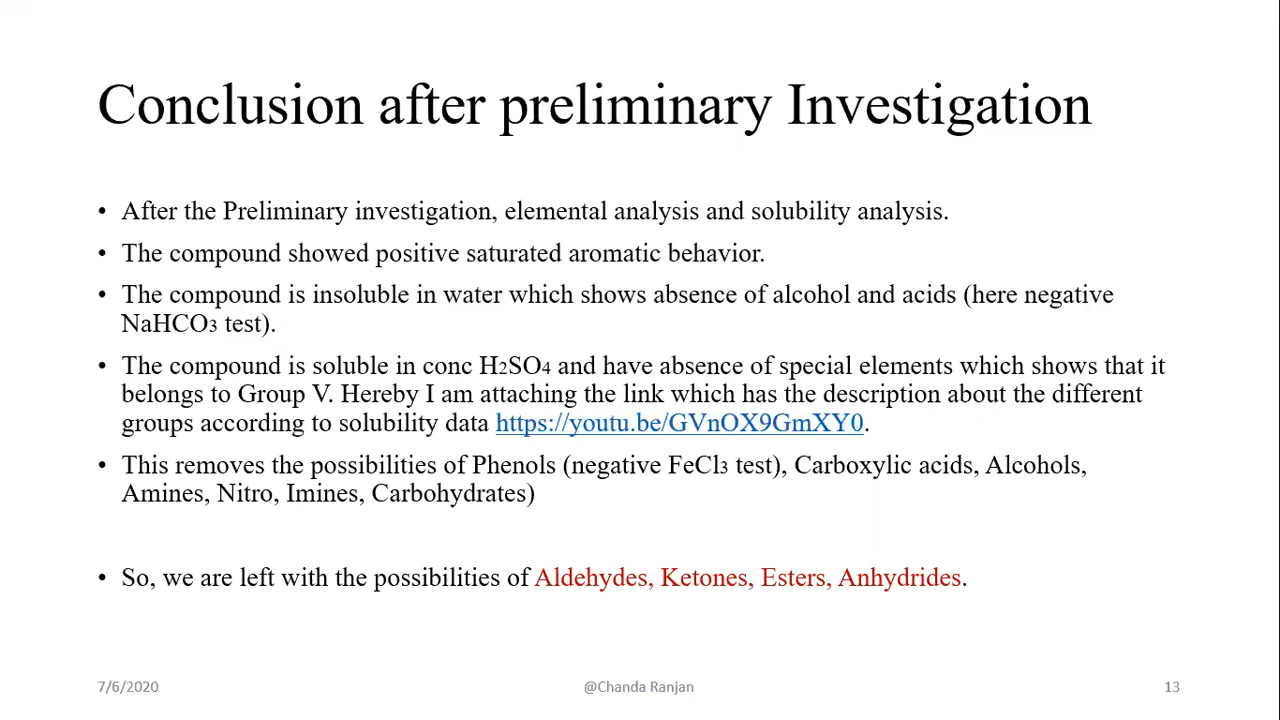 Conclusion after preliminary Investigation
• After the Preliminary investigation, elemental analysis and solubility analysis.
• The compound showed positive saturated aromatic behavior.
• The compound is insoluble in water which shows absence of alcohol and acids (here negative
NaHCO3 test).
• The compound is soluble in conc H2SO4 and have absence of special elements which shows that it
belongs to Group V. Hereby I am attaching the link which has the description about the different
groups according to solubility data https://youtu.be/GVnOX9GmXY0.
• This removes the possibilities of Phenols (negative FeCl3 test), Carboxylic acids, Alcohols,
Amines, Nitro, Imines, Carbohydrates)
• So, we are left with the possibilities of Aldehydes, Ketones, Esters, Anhydrides.
7/6/2020
@Chanda Ranjan
13